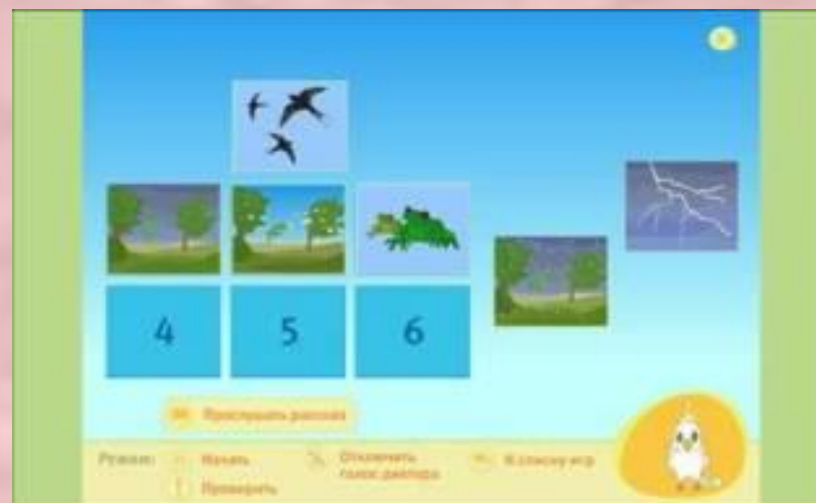 4 5 6
Прослушать рассказ
Режим: Начать Отключить К списку игр
голос диктора
Проверить